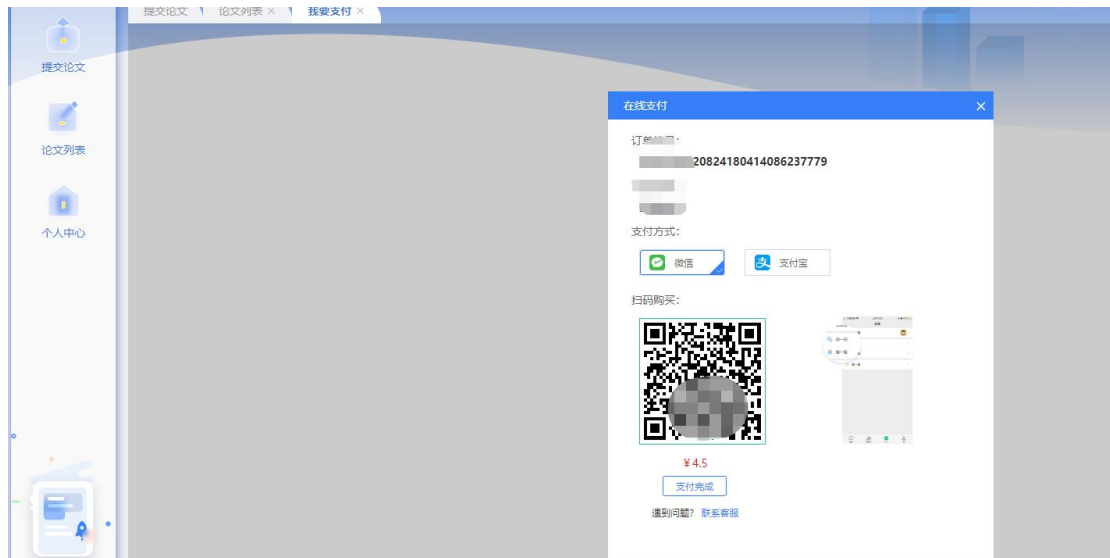 提交论文 论文列表 × 我要支付 ×
提交论文
论文列表
个人中心
在线支付 ×
订
20824180414086237779
支付方式:
微信 支付宝
扫码购买:
¥4.5
支付完成
遇到问题? 联系客服